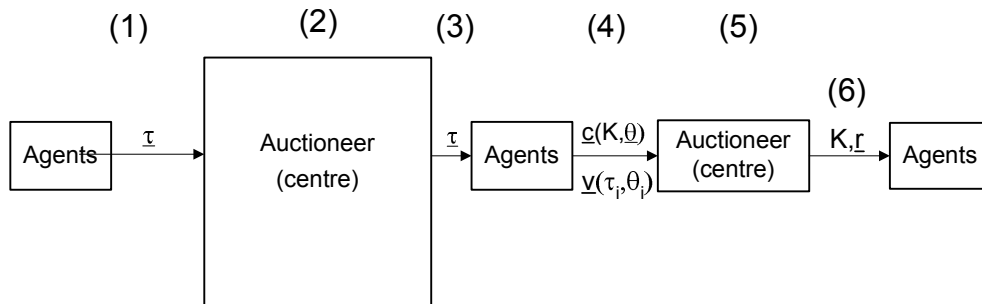 (1)
(2)
(3)
(4)
(5)
(6)
Agents
τ
Auctioneer
(centre)
τ
Agents
c(K,θ)
v(τi,θi)
Auctioneer
(centre)
K,r
Agents